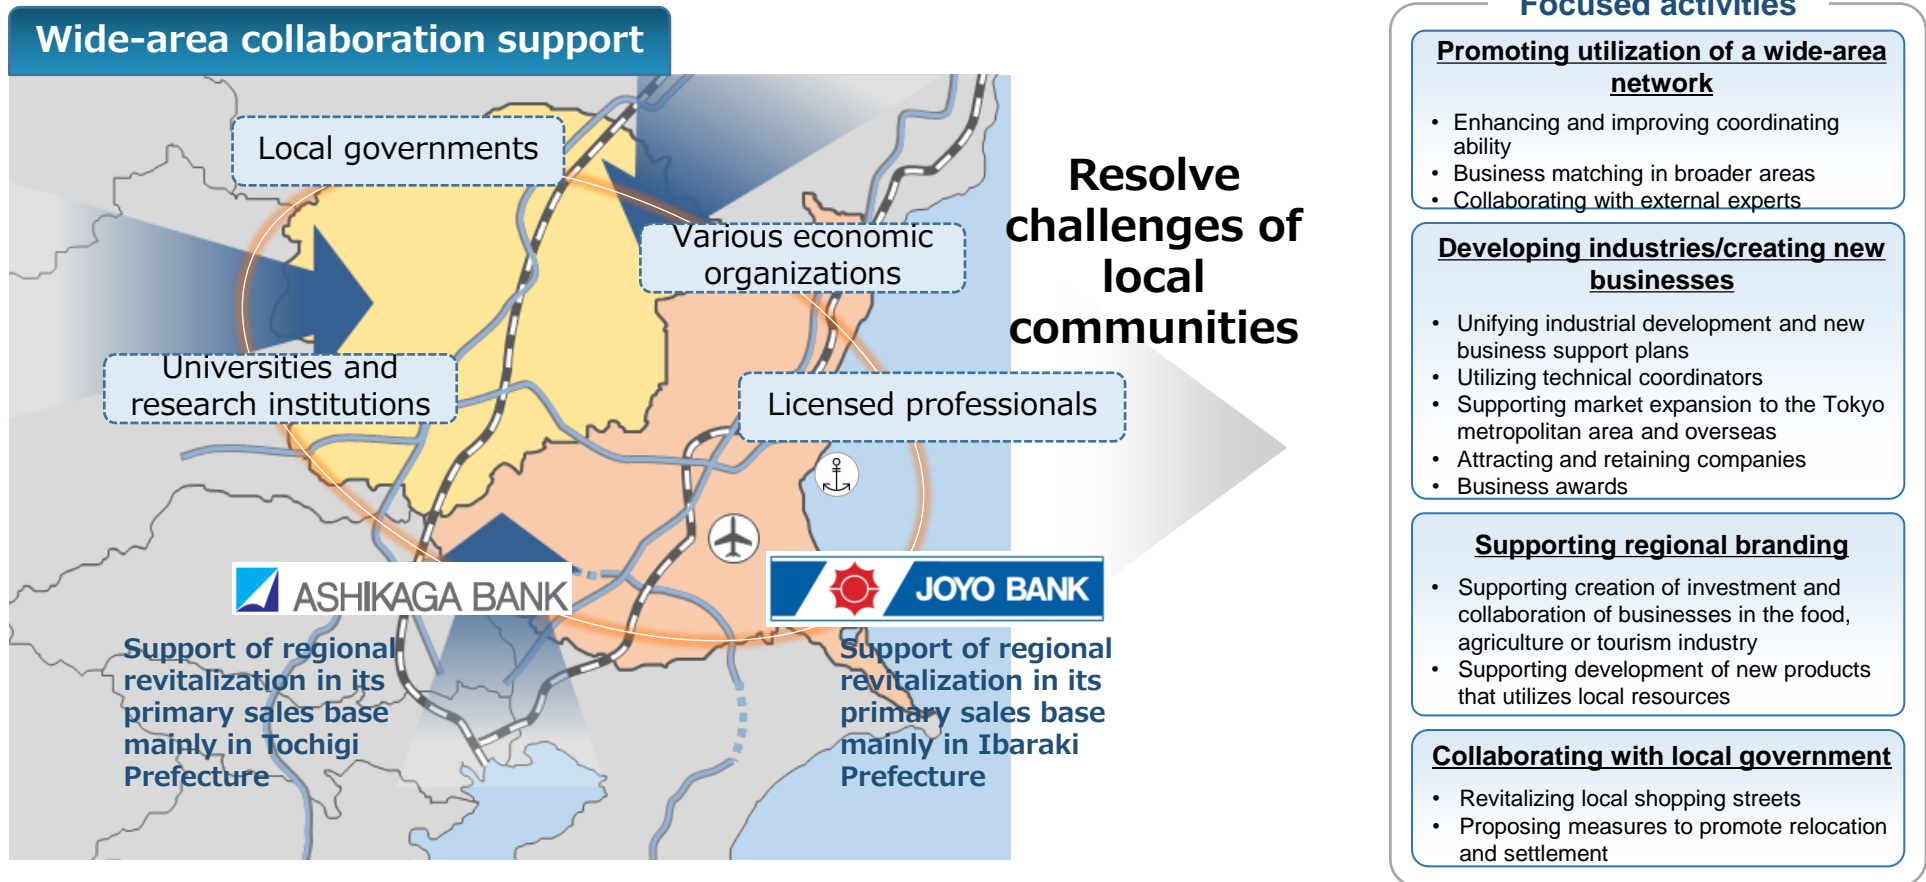 Wide-area collaboration support
Local governments
Various economic
organizations
Universities and
research institutions
Licensed professionals
ASHIKAGA BANK
Support of regional
revitalization in its
primary sales base
mainly in Tochigi
Prefecture
JOYO BANK
Support of regional
revitalization in its
primary sales base
mainly in Ibaraki
Prefecture
Resolve
challenges of
local
communities
Focused activities
Promoting utilization of a wide-area
network
• Enhancing and improving coordinating
ability
• Business matching in broader areas
• Collaborating with external experts
Developing industries/creating new
businesses
• Unifying industrial development and new
business support plans
• Utilizing technical coordinators
• Supporting market expansion to the Tokyo
metropolitan area and overseas
• Attracting and retaining companies
• Business awards
Supporting regional branding
• Supporting creation of investment and
collaboration of businesses in the food,
agriculture or tourism industry
• Supporting development of new products
that utilizes local resources
Collaborating with local government
• Revitalizing local shopping streets
• Proposing measures to promote relocation
and settlement